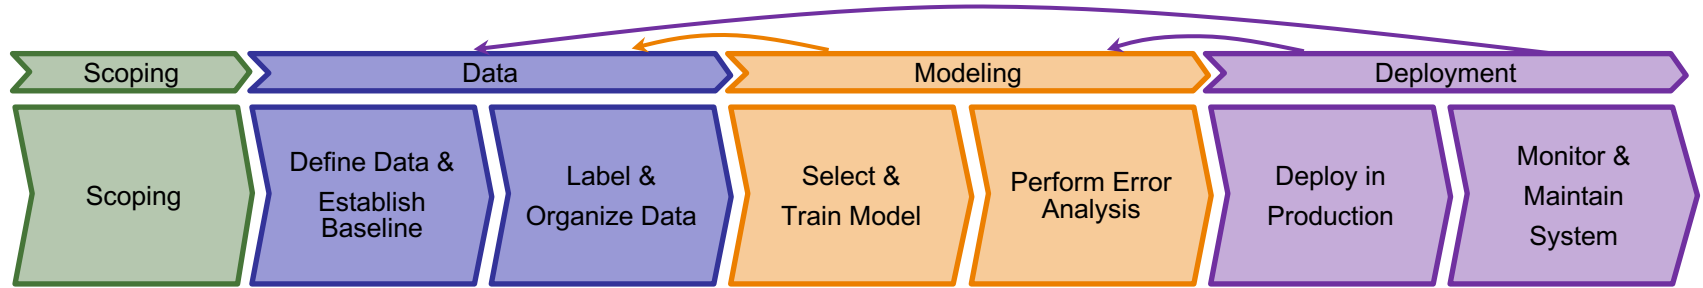 Scoping
Data
Modeling
Deployment
Scoping
Define Data &
Establish
Baseline
Label &
Organize Data
Select &
Train Model
Perform Error
Analysis
Deploy in
Production
Monitor &
Maintain
System